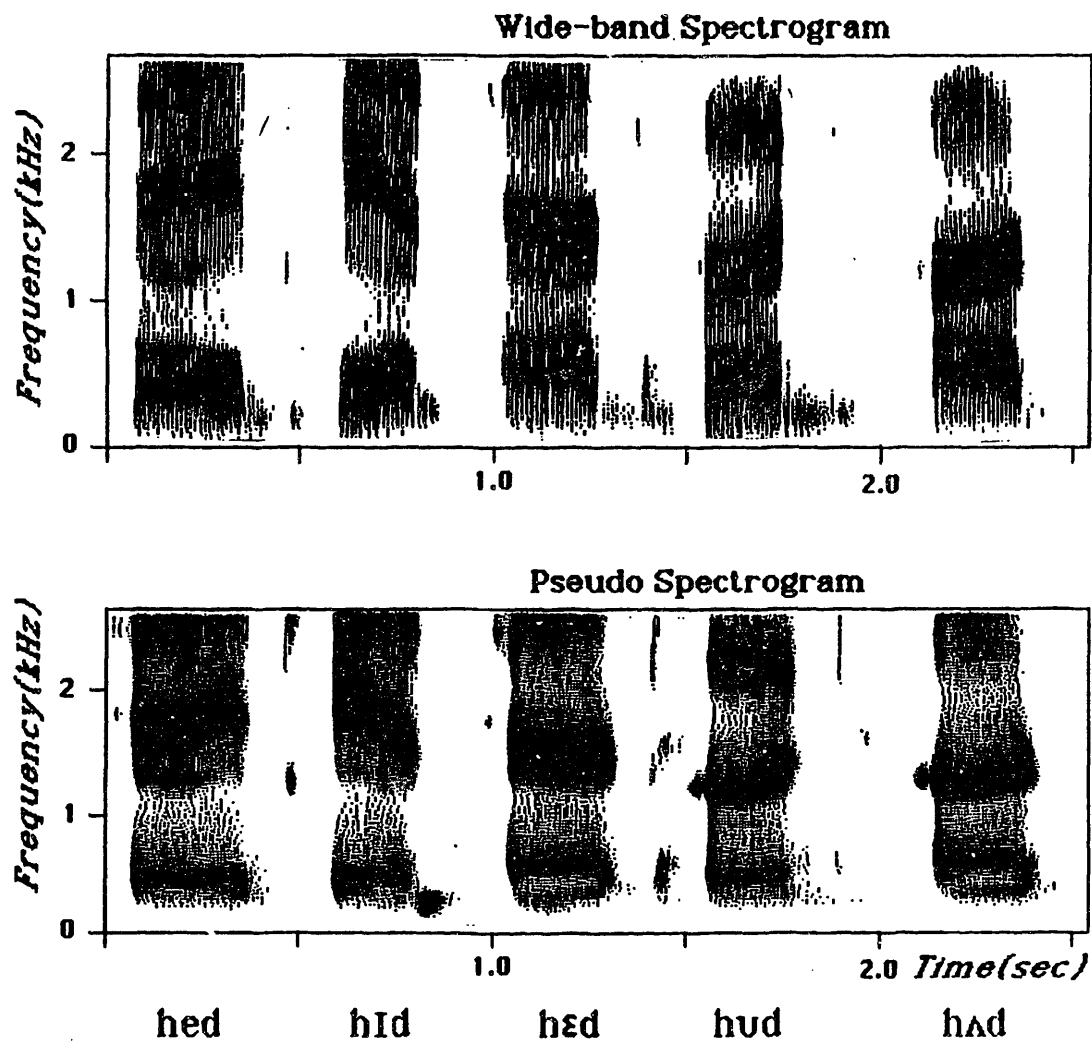 Wide-band Spectrogram
Frequency(kHz)
2
1
0
1.0 2.0
Pseudo Spectrogram
Frequency(kHz)
2
1
0
1.0 2.0 Time(sec)
hed hɪd hɛd hʊd hʌd